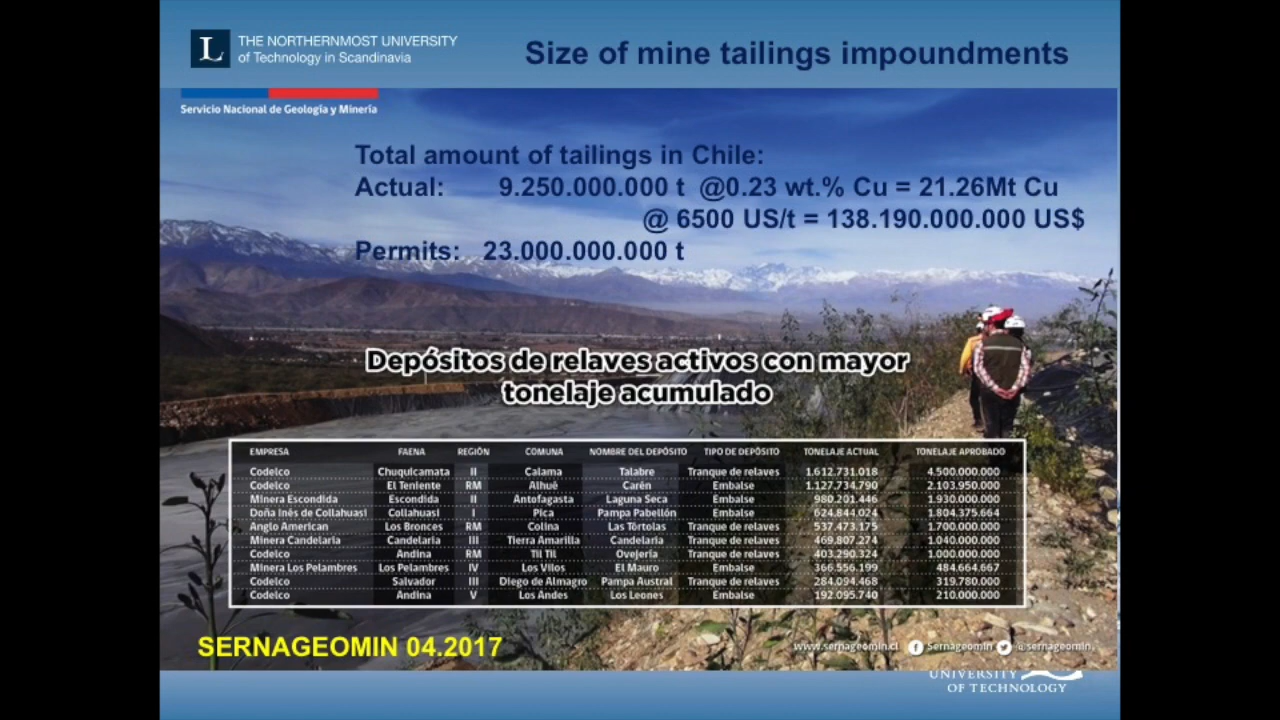 L THE NORTHERNMOST UNIVERSITY
of Technology in Scandinavia
Size of mine tailings impoundments
Servicio Nacional de Geología y Minería
Total amount of tailings in Chile:
Actual: 9.250.000.000 t @0.23 wt.% Cu = 21.26Mt Cu
@ 6500 US/t = 138.190.000.000 US$
Permits: 23.000.000.000 t
Depósitos de relaves activos con mayor
tonelaje acumulado
EMPRESA FAENA REGIÓN COMUNA NOMBRE DEL DEPÓSITO TIPO DE DEPÓSITO TONELAJE ACTUAL TONELAJE APROBADO
Codelco Chuquicamata II Calama Talabre Tranque de relaves 1.612.731.018 4.500.000.000
Codelco El Teniente RM Alhué Carén Embalse 1.127.734.790 2.103.950.000
Minera Escondida Escondida II Antofagasta Laguna Seca Embalse 980.201.446 1.930.000.000
Doña Inés de Collahuasi Collahuasi I Pica Pampa Pabellón Embalse 624.844.024 1.804.375.664
Anglo American Los Bronces RM Colina Las Tórtolas Tranque de relaves 537.473.175 1.700.000.000
Minera Candelaria Candelaria III Tierra Amarilla Candelaria Tranque de relaves 469.807.274 1.040.000.000
Codelco Andina RM Til Til Ovejería Tranque de relaves 403.290.324 1.000.000.000
Minera Los Pelambres Los Pelambres IV Los Vilos El Mauro Embalse 366.556.199 484.664.667
Codelco Salvador III Diego de Almagro Pampa Austral Tranque de relaves 284.094.468 319.780.000
Codelco Andina V Los Andes Los Leones Embalse 192.095.740 210.000.000
SERNAGEOMIN 04.2017
www.sernageomin.cl Sernageomin @sernageomin
UNIVERSITY
OF TECHNOLOGY